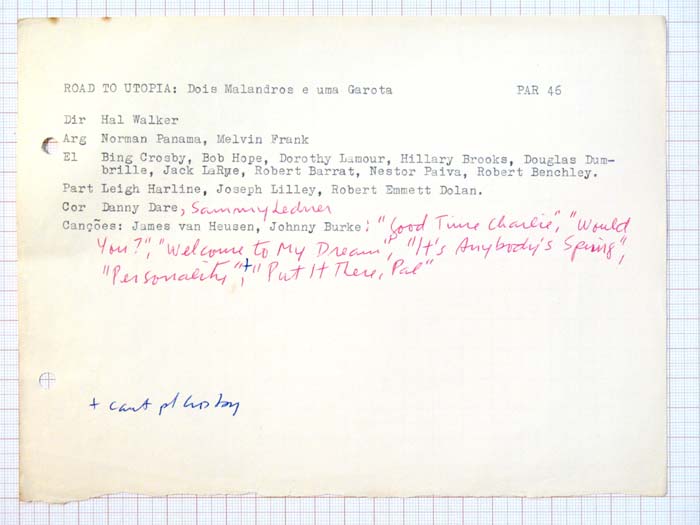 ROAD TO UTOPIA: Dois Malandros e uma Garota PAR 46
Dir Hal Walker
Arg Norman Panama, Melvin Frank
El Bing Crosby, Bob Hope, Dorothy Lamour, Hillary Brooks, Douglas Dum-
brille, Jack LaRue, Robert Barrat, Nestor Paiva, Robert Benchley.
Part Leigh Harline, Joseph Lilley, Robert Emmett Dolan.
Cor Danny Dare, Sammy Ledner
Canções: James van Heusen, Johnny Burke: "Good Time Charlie", "Would
You?", "Welcome to My Dream", "It's Anybody's Spring",
"Personality", + "Put It There, Pal"
+ cant p/ Crosby